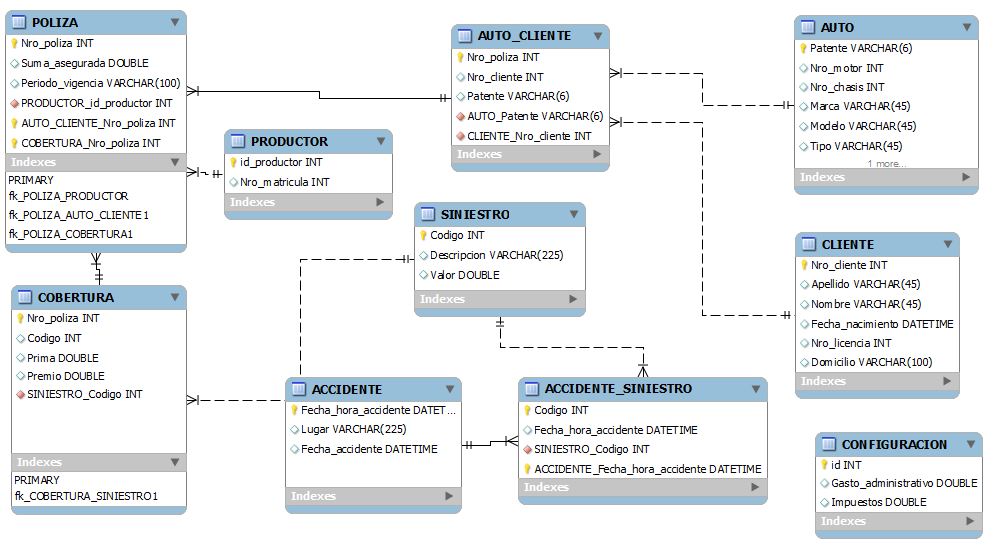 POLIZA
Nro_poliza INT
Suma_asegurada DOUBLE
Periodo_vigencia VARCHAR(100)
PRODUCTOR_id_productor INT
AUTO_CLIENTE_Nro_poliza INT
COBERTURA_Nro_poliza INT
Indexes
PRIMARY
fk_POLIZA_PRODUCTOR
fk_POLIZA_AUTO_CLIENTE1
fk_POLIZA_COBERTURA1
AUTO_CLIENTE
Nro_poliza INT
Nro_cliente INT
Patente VARCHAR(6)
AUTO_Patente VARCHAR(6)
CLIENTE_Nro_cliente INT
Indexes
AUTO
Patente VARCHAR(6)
Nro_motor INT
Nro_chasis INT
Marca VARCHAR(45)
Modelo VARCHAR(45)
Tipo VARCHAR(45)
1 more...
Indexes
PRODUCTOR
id_productor INT
Nro_matricula INT
Indexes
SINIESTRO
Codigo INT
Descripcion VARCHAR(225)
Valor DOUBLE
Indexes
CLIENTE
Nro_cliente INT
Apellido VARCHAR(45)
Nombre VARCHAR(45)
Fecha_nacimiento DATETIME
Nro_licencia INT
Domicilio VARCHAR(100)
Indexes
COBERTURA
Nro_poliza INT
Codigo INT
Prima DOUBLE
Premio DOUBLE
SINIESTRO_Codigo INT
Indexes
PRIMARY
fk_COBERTURA_SINIESTRO1
ACCIDENTE
Fecha_hora_accidente DATET...
Lugar VARCHAR(225)
Fecha_accidente DATETIME
Indexes
ACCIDENTE_SINIESTRO
Codigo INT
Fecha_hora_accidente DATETIME
SINIESTRO_Codigo INT
ACCIDENTE_Fecha_hora_accidente DATETIME
Indexes
CONFIGURACION
id INT
Gasto_administrativo DOUBLE
Impuestos DOUBLE
Indexes